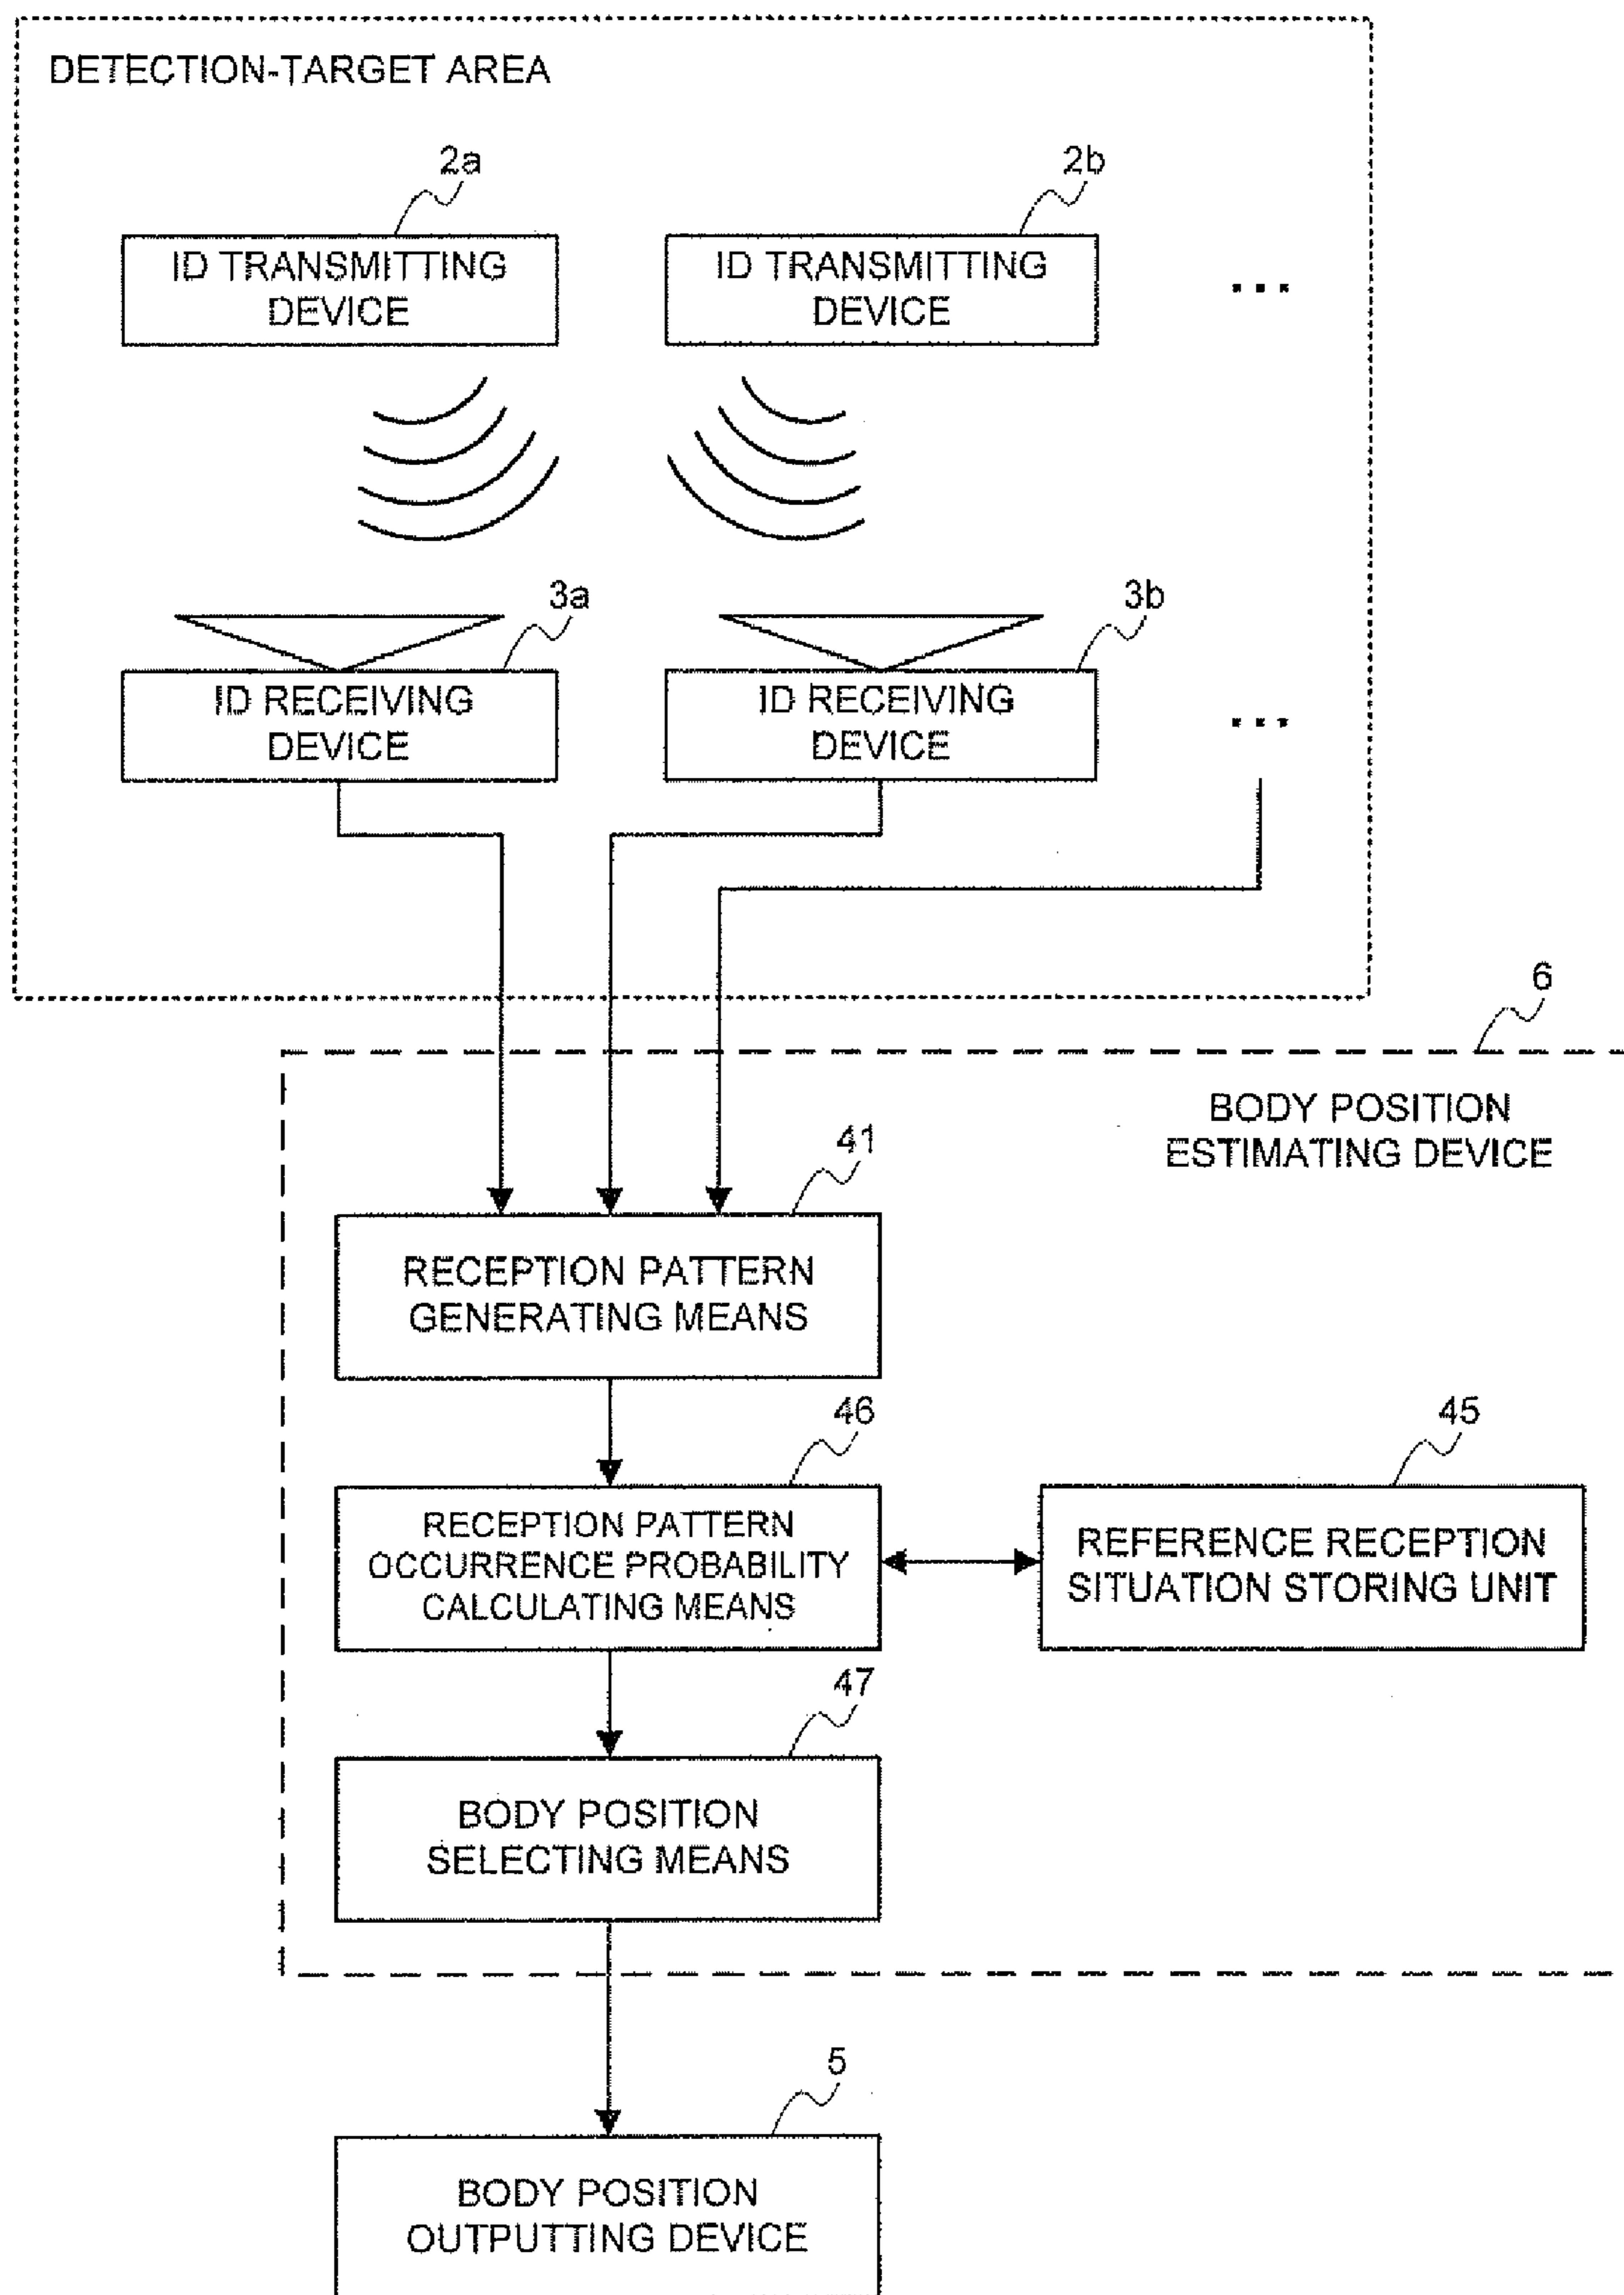 DETECTION-TARGET AREA
2a
2b
ID TRANSMITTING
DEVICE
ID TRANSMITTING
DEVICE
...
3a
3b
ID RECEIVING
DEVICE
ID RECEIVING
DEVICE
...
6
BODY POSITION
ESTIMATING DEVICE
41
RECEPTION PATTERN
GENERATING MEANS
46
45
RECEPTION PATTERN
OCCURRENCE PROBABILITY
CALCULATING MEANS
REFERENCE RECEPTION
SITUATION STORING UNIT
47
BODY POSITION
SELECTING MEANS
5
BODY POSITION
OUTPUTTING DEVICE